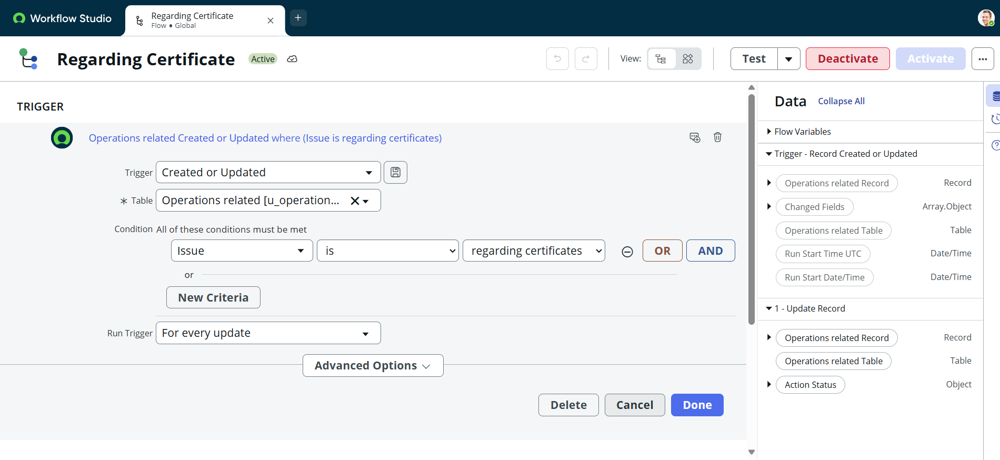 Workflow Studio
Regarding Certificate
Flow • Global
Regarding Certificate
Active
View:
Test
Deactivate
Activate
TRIGGER
Operations related Created or Updated where (Issue is regarding certificates)
Trigger
Created or Updated
* Table
Operations related [u_operation...
Condition
All of these conditions must be met
Issue
is
regarding certificates
OR
AND
or
New Criteria
Run Trigger
For every update
Advanced Options
Delete
Cancel
Done
Data
Collapse All
Flow Variables
Trigger - Record Created or Updated
Operations related Record
Record
Changed Fields
Array.Object
Operations related Table
Table
Run Start Time UTC
Date/Time
Run Start Date/Time
Date/Time
1 - Update Record
Operations related Record
Record
Operations related Table
Table
Action Status
Object